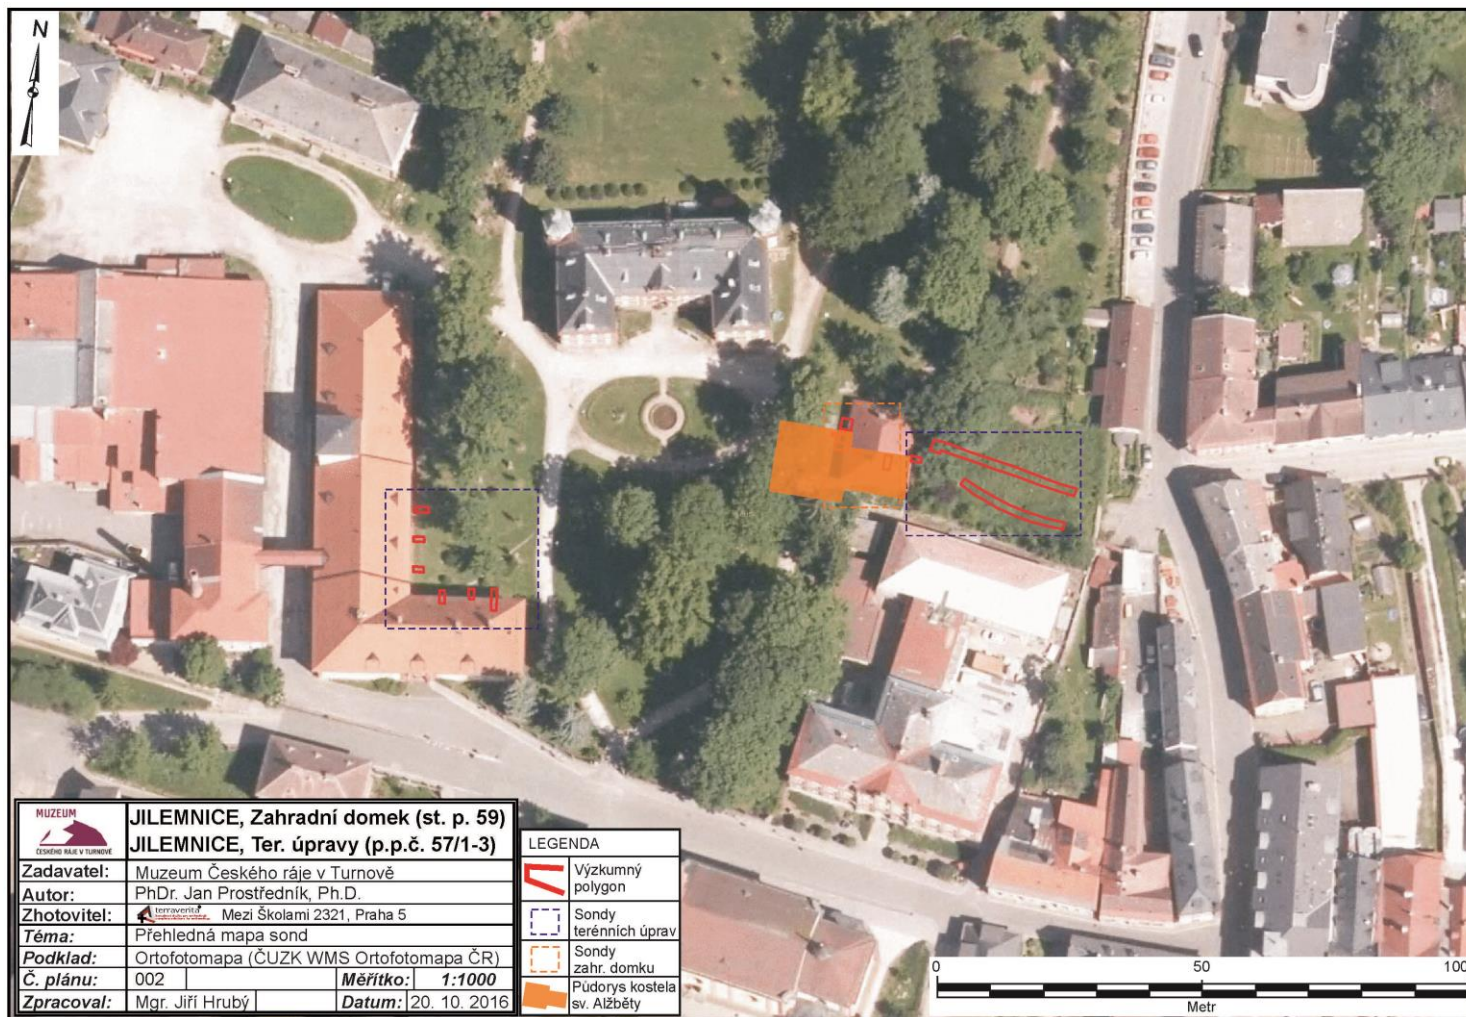 N
MUZEUM
ČESKÉHO RÁJE V TURNOVĚ
JILEMNICE, Zahradní domek (st. p. 59)
JILEMNICE, Ter. úpravy (p.p.č. 57/1-3)
Zadavatel: Muzeum Českého ráje v Turnově
Autor: PhDr. Jan Prostředník, Ph.D.
Zhotovitel: terraverita Mezi Školami 2321, Praha 5
Téma: Přehledná mapa sond
Podklad: Ortofotomapa (ČUZK WMS Ortofotomapa ČR)
Č. plánu: 002 Měřítko: 1:1000
Zpracoval: Mgr. Jiří Hrubý Datum: 20. 10. 2016
LEGENDA
Výzkumný
polygon
Sondy
terénních úprav
Sondy
zahr. domku
Půdorys kostela
sv. Alžběty
0 50 100
Metr